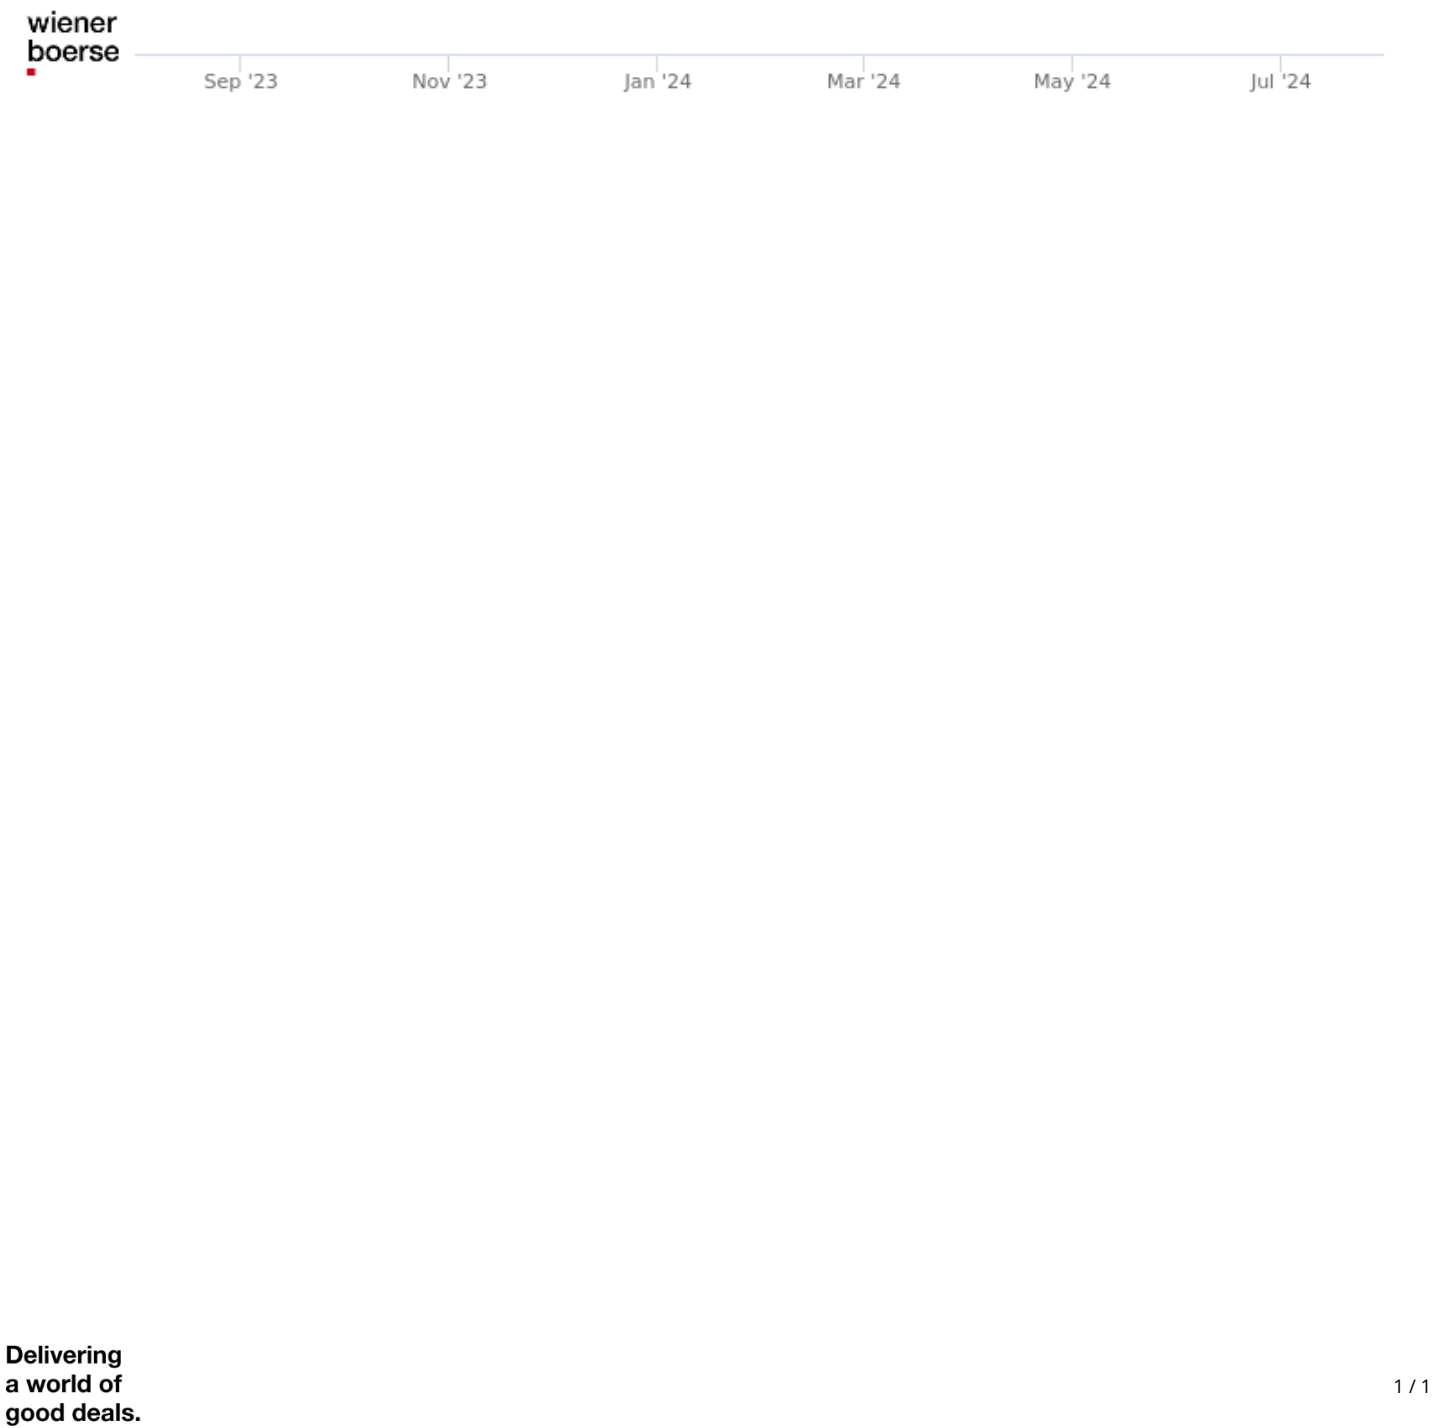 wiener
boerse
Sep '23 Nov '23 Jan '24 Mar '24 May '24 Jul '24
Delivering
a world of
good deals.
1 / 1